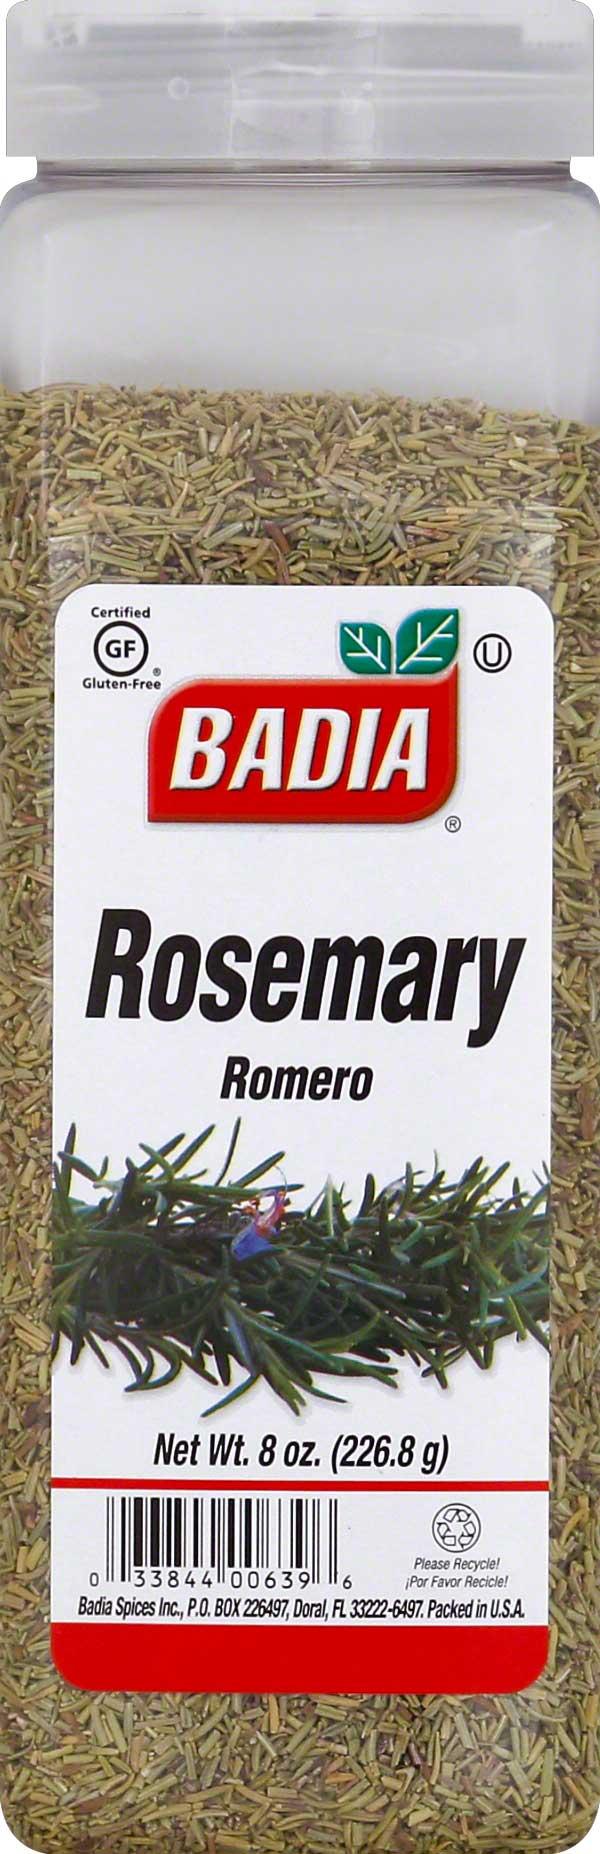 Certified
GF
®
Gluten-Free
U
BADIA
®
Rosemary
Romero
Net Wt. 8 oz. (226.8 g)
0 33844 00639 6
Please Recycle!
¡Por Favor Recicle!
Badia Spices Inc., P.O. BOX 226497, Doral, FL 33222-6497. Packed in U.S.A.